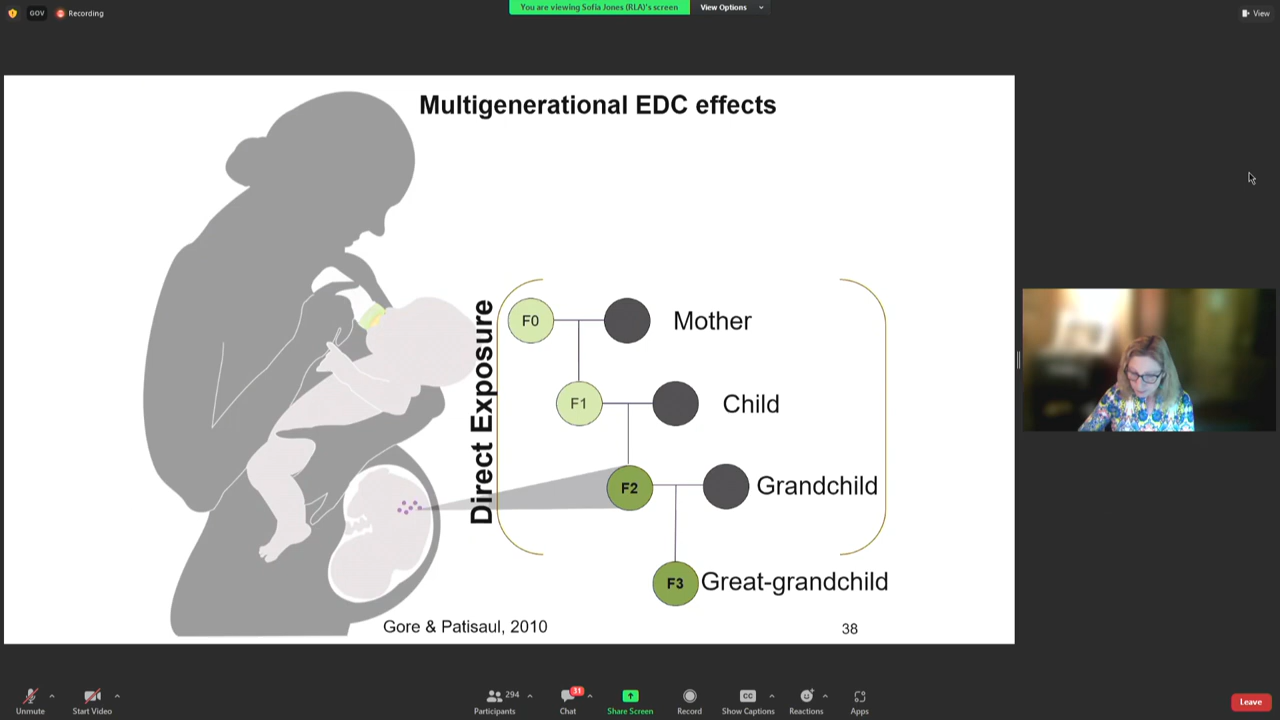 You are viewing Sofia Jones (RLA)'s screen
View Options
GOV
Recording
View
Multigenerational EDC effects
Direct Exposure
F0
Mother
F1
Child
F2
Grandchild
F3
Great-grandchild
Gore & Patisaul, 2010
38
Unmute
Start Video
294
Participants
31
Chat
Share Screen
Record
CC
Show Captions
Reactions
Apps
Leave